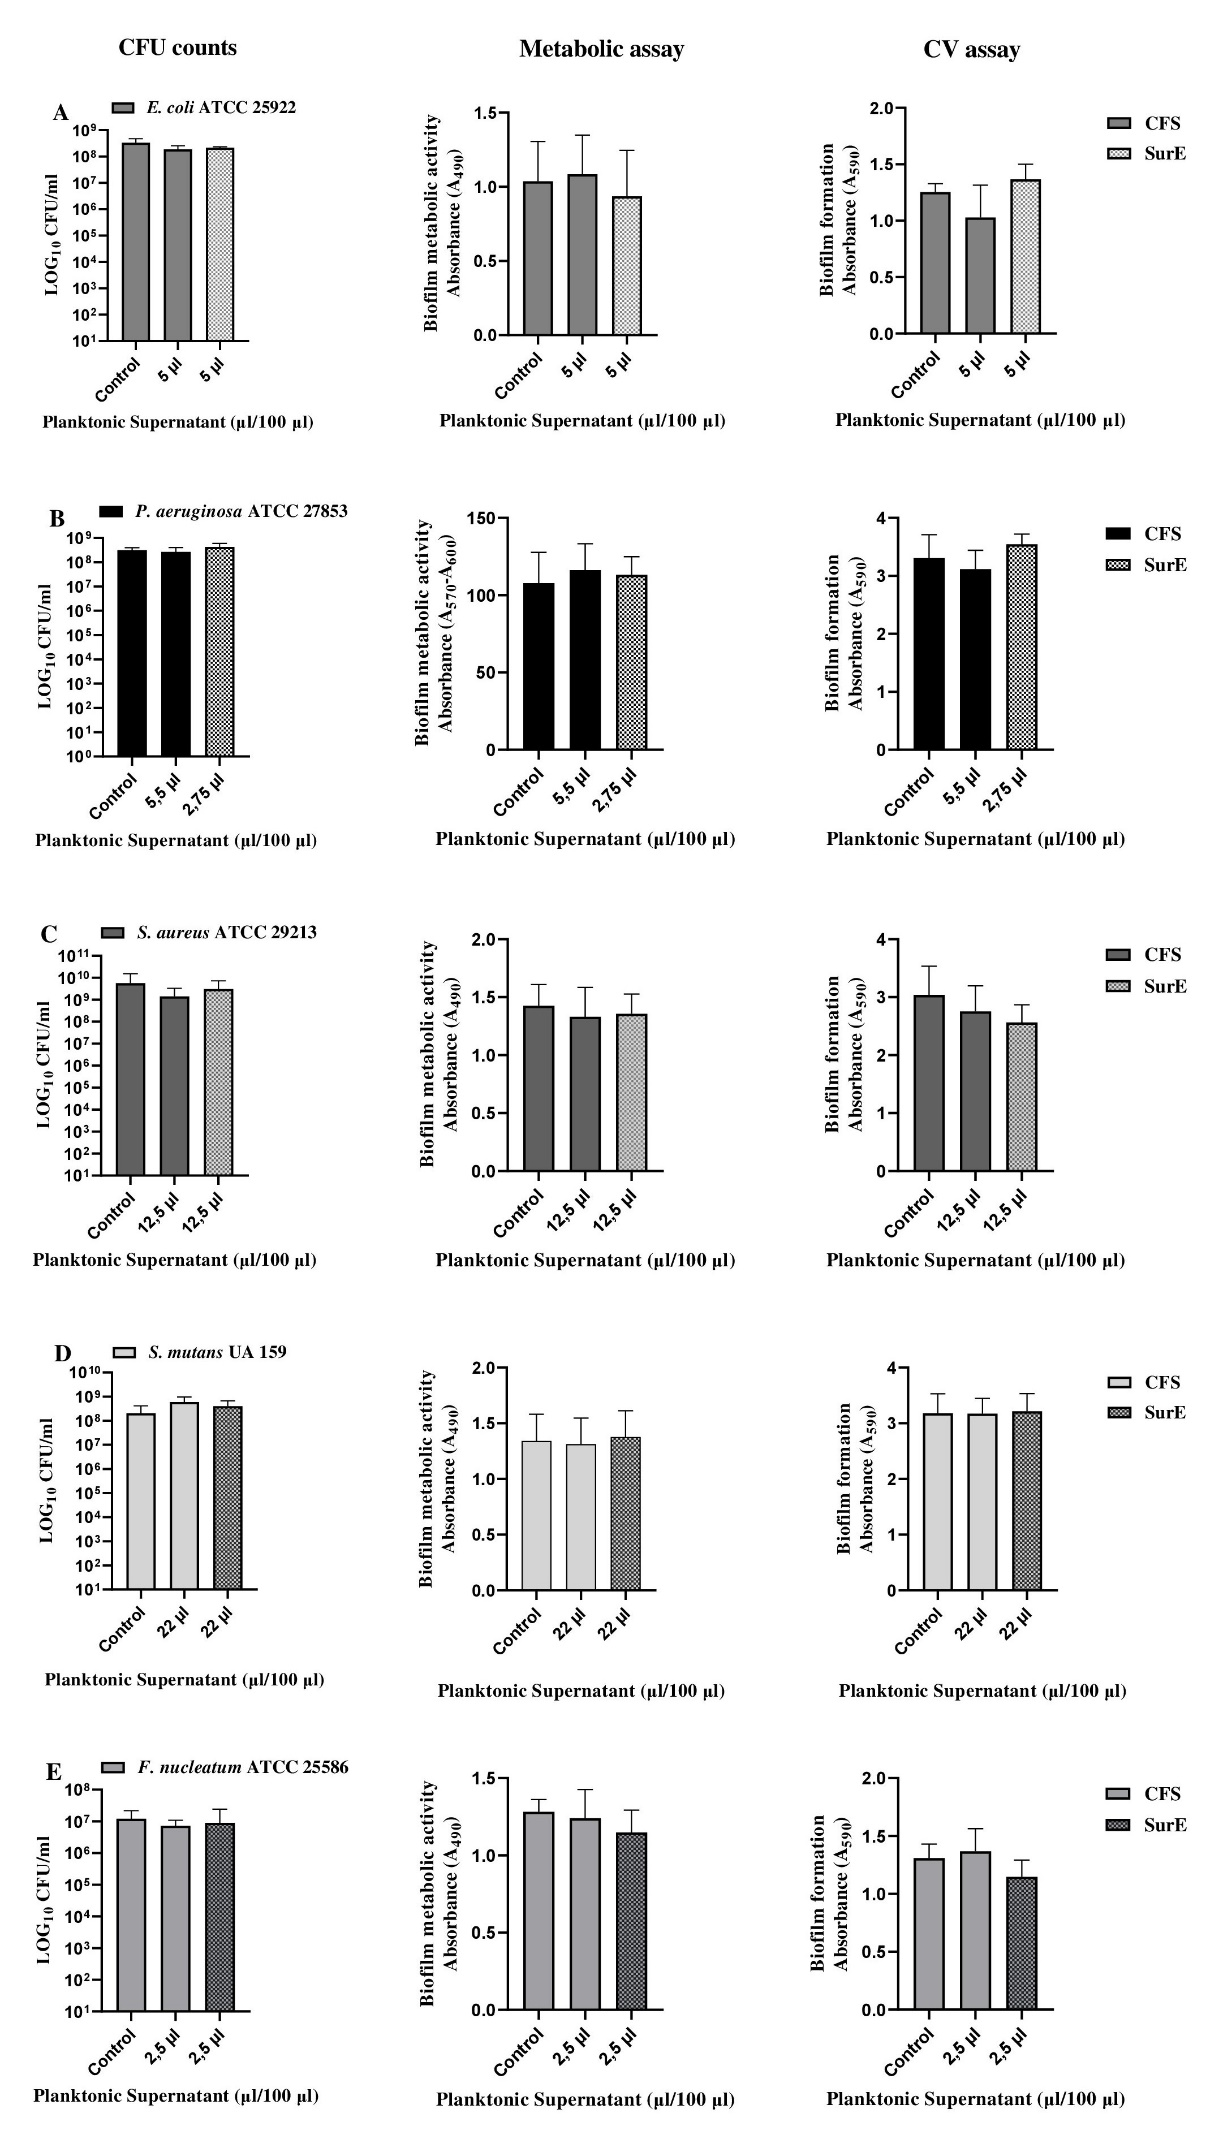 CFU counts
Metabolic assay
CV assay
A
E. coli ATCC 25922
10⁹
10⁸
10⁷
10⁶
10⁵
10⁴
10³
10²
10¹
LOG₁₀ CFU/ml
Control
5 µl
5 µl
Planktonic Supernatant (µl/100 µl)
1.5
1.0
0.5
0.0
Biofilm metabolic activity
Absorbance (A₄₉₀)
Control
5 µl
5 µl
Planktonic Supernatant (µl/100 µl)
2.0
1.5
1.0
0.5
0.0
Biofilm formation
Absorbance (A₅₉₀)
Control
5 µl
5 µl
Planktonic Supernatant (µl/100 µl)
CFS
SurE
B
P. aeruginosa ATCC 27853
10⁹
10⁸
10⁷
10⁶
10⁵
10⁴
10³
10²
10¹
10⁰
LOG₁₀ CFU/ml
Control
5,5 µl
2,75 µl
Planktonic Supernatant (µl/100 µl)
150
100
50
0
Biofilm metabolic activity
Absorbance (A₅₇₀-A₆₀₀)
Control
5,5 µl
2,75 µl
Planktonic Supernatant (µl/100 µl)
4
3
2
1
0
Biofilm formation
Absorbance (A₅₉₀)
Control
5,5 µl
2,75 µl
Planktonic Supernatant (µl/100 µl)
CFS
SurE
C
S. aureus ATCC 29213
10¹¹
10¹⁰
10⁹
10⁸
10⁷
10⁶
10⁵
10⁴
10³
10²
10¹
LOG₁₀ CFU/ml
Control
12,5 µl
12,5 µl
Planktonic Supernatant (µl/100 µl)
2.0
1.5
1.0
0.5
0.0
Biofilm metabolic activity
Absorbance (A₄₉₀)
Control
12,5 µl
12,5 µl
Planktonic Supernatant (µl/100 µl)
4
3
2
1
0
Biofilm formation
Absorbance (A₅₉₀)
Control
12,5 µl
12,5 µl
Planktonic Supernatant (µl/100 µl)
CFS
SurE
D
S. mutans UA 159
10¹⁰
10⁹
10⁸
10⁷
10⁶
10⁵
10⁴
10³
10²
10¹
LOG₁₀ CFU/ml
Control
22 µl
22 µl
Planktonic Supernatant (µl/100 µl)
2.0
1.5
1.0
0.5
0.0
Biofilm metabolic activity
Absorbance (A₄₉₀)
Control
22 µl
22 µl
Planktonic Supernatant (µl/100 µl)
4
3
2
1
0
Biofilm formation
Absorbance (A₅₉₀)
Control
22 µl
22 µl
Planktonic Supernatant (µl/100 µl)
CFS
SurE
E
F. nucleatum ATCC 25586
10⁸
10⁷
10⁶
10⁵
10⁴
10³
10²
10¹
LOG₁₀ CFU/ml
Control
2,5 µl
2,5 µl
Planktonic Supernatant (µl/100 µl)
1.5
1.0
0.5
0.0
Biofilm metabolic activity
Absorbance (A₄₉₀)
Control
2,5 µl
2,5 µl
Planktonic Supernatant (µl/100 µl)
2.0
1.5
1.0
0.5
0.0
Biofilm formation
Absorbance (A₅₉₀)
Control
2,5 µl
2,5 µl
Planktonic Supernatant (µl/100 µl)
CFS
SurE